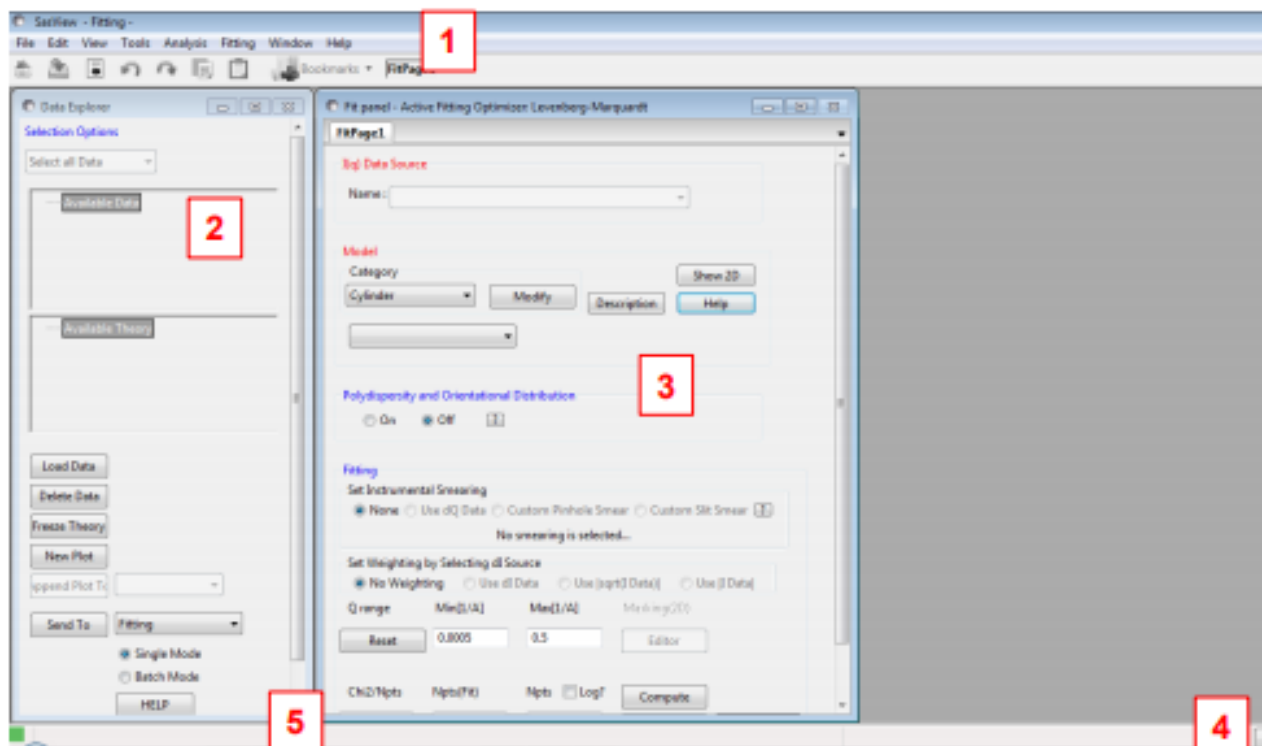 SasView - Fitting -
File Edit View Tools Analysis Fitting Window Help
1
Bookmarks FitPage1
Data Explorer
Selection Options
Select all Data
Available Data
2
Available Theory
Load Data
Delete Data
Freeze Theory
New Plot
Send To Fitting
Single Mode
Batch Mode
HELP
Fit panel - Active Fitting Optimizer: Levenberg-Marquardt
FitPage1
I(q) Data Source
Name:
Model
Category
Show 2D
Cylinder Modify Description Help
3
Polydispersity and Orientational Distribution
On Off
Fitting
Set Instrumental Smearing
None Use dQ Data Custom Pinhole Smear Custom Slit Smear
No smearing is selected...
Set Weighting by Selecting dI Source
No Weighting Use dI Data Use |sqrt(I Data)| Use |I Data|
Q range Min[1/A] Max[1/A] Masking(2D)
Reset 0.0005 0.5 Editor
Chi2/Npts Npts(Fit) Npts Log? Compute
5
4